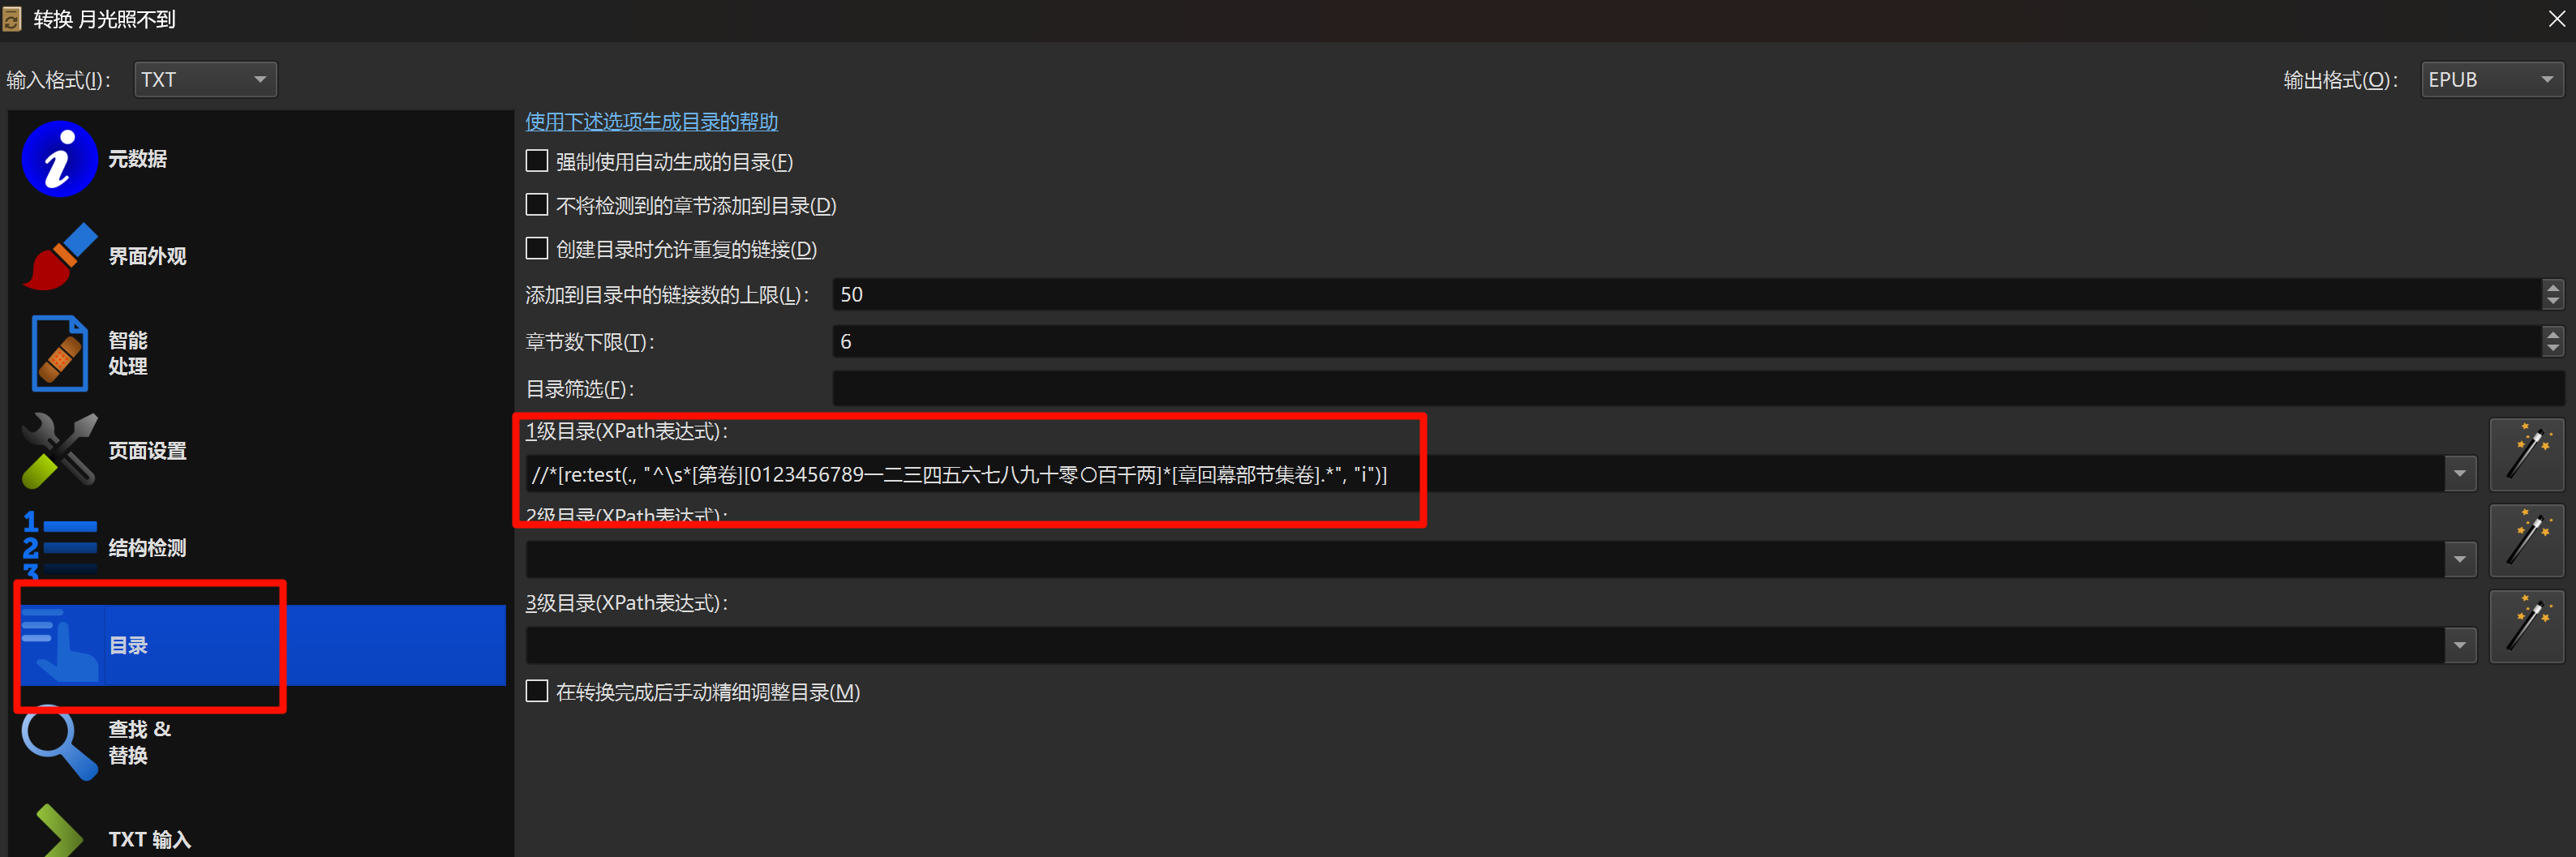 转换 月光照不到
输入格式(I)： TXT
输出格式(O)： EPUB
元数据
界面外观
智能
处理
页面设置
1
2
3
结构检测
目录
查找 &
替换
TXT 输入
使用下述选项生成目录的帮助
强制使用自动生成的目录(F)
不将检测到的章节添加到目录(D)
创建目录时允许重复的链接(D)
添加到目录中的链接数的上限(L)： 50
章节数下限(T)： 6
目录筛选(F)：
1级目录(XPath表达式)：
//*[re:test(., "^\s*[第卷][0123456789一二三四五六七八九十零〇百千两]*[章回幕部节集卷].*", "i")]
2级目录(XPath表达式)：
3级目录(XPath表达式)：
在转换完成后手动精细调整目录(M)